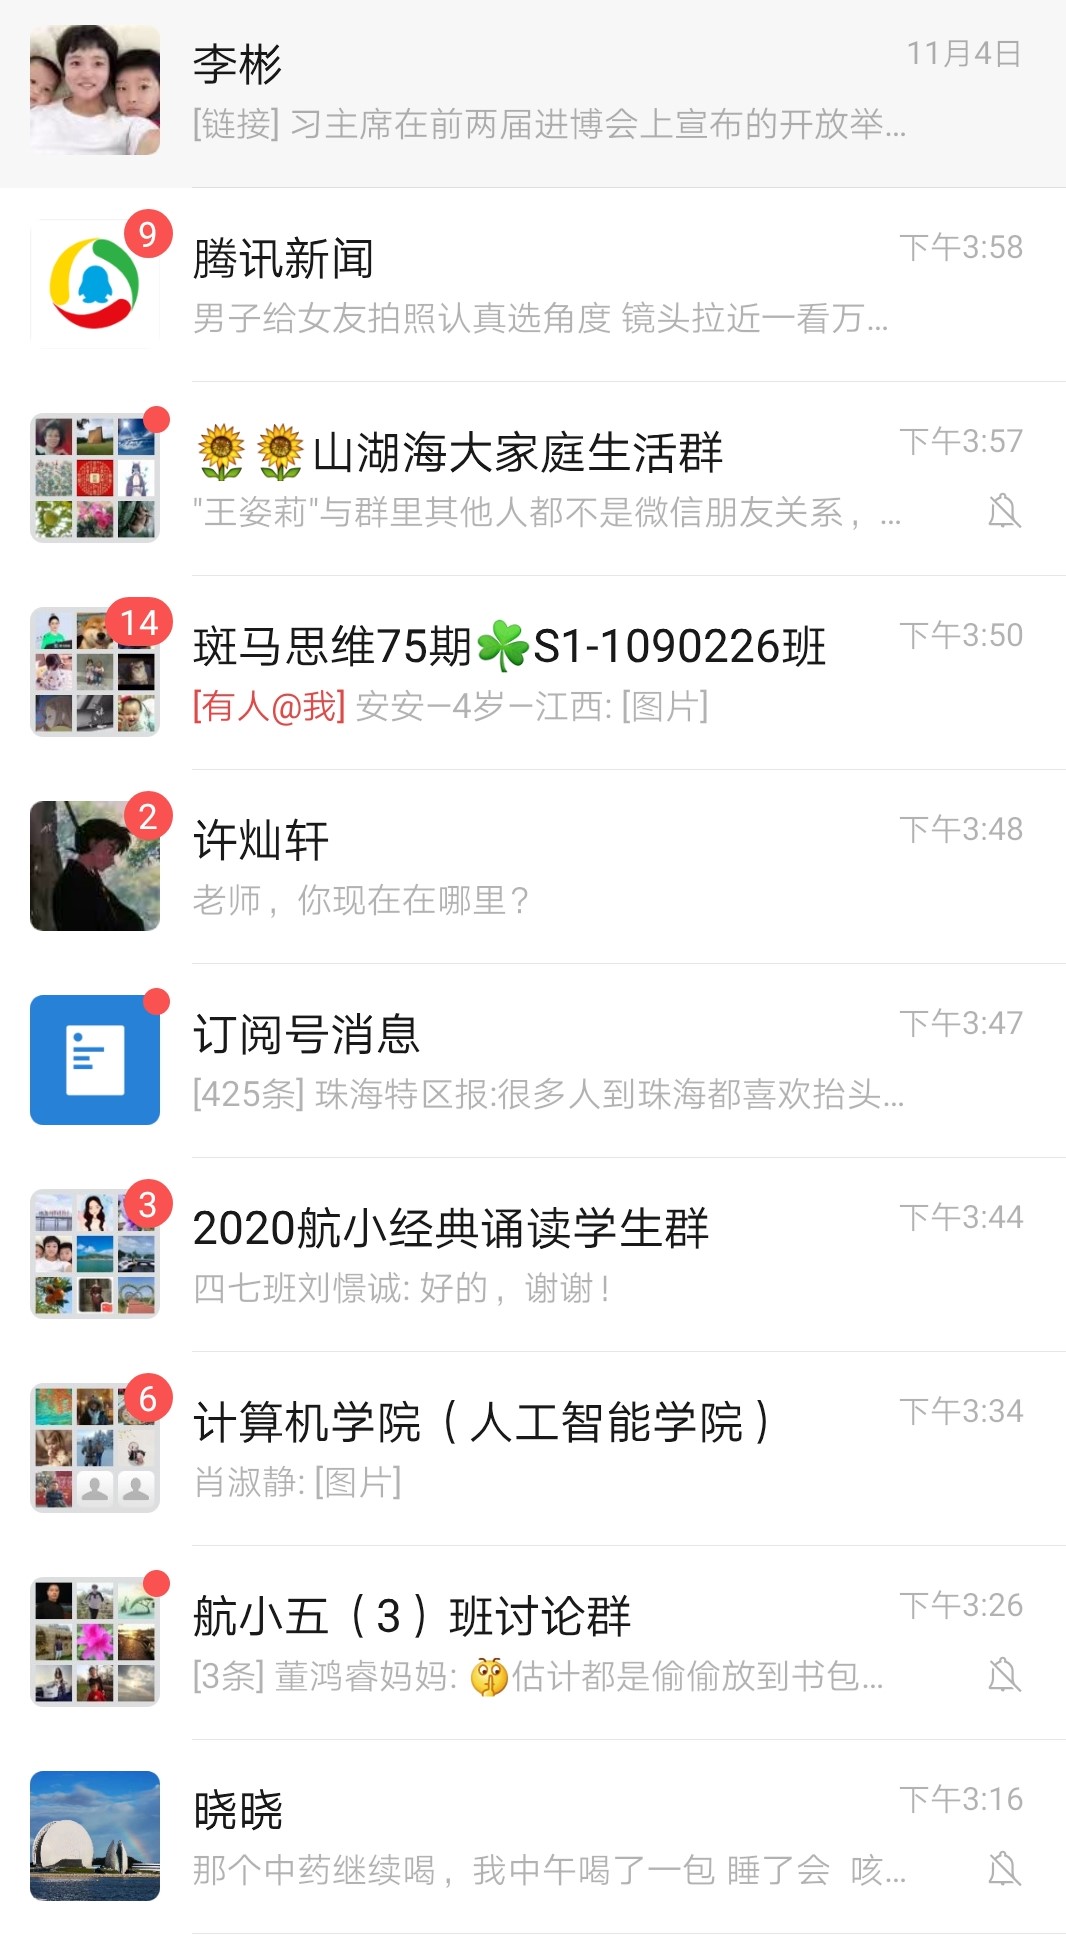 李彬
11月4日
[链接] 习主席在前两届进博会上宣布的开放举...
9
腾讯新闻
下午3:58
男子给女友拍照认真选角度 镜头拉近一看万...
🌻🌻山湖海大家庭生活群
下午3:57
"王姿莉"与群里其他人都不是微信朋友关系，...
14
斑马思维75期☘S1-1090226班
下午3:50
[有人@我] 安安—4岁—江西: [图片]
2
许灿轩
下午3:48
老师，你现在在哪里？
订阅号消息
下午3:47
[425条] 珠海特区报:很多人到珠海都喜欢抬头...
3
2020航小经典诵读学生群
下午3:44
四七班刘憬诚: 好的，谢谢！
6
计算机学院（人工智能学院）
下午3:34
肖淑静: [图片]
航小五（3）班讨论群
下午3:26
[3条] 董鸿睿妈妈: 🤫估计都是偷偷放到书包...
晓晓
下午3:16
那个中药继续喝，我中午喝了一包 睡了会 咳...